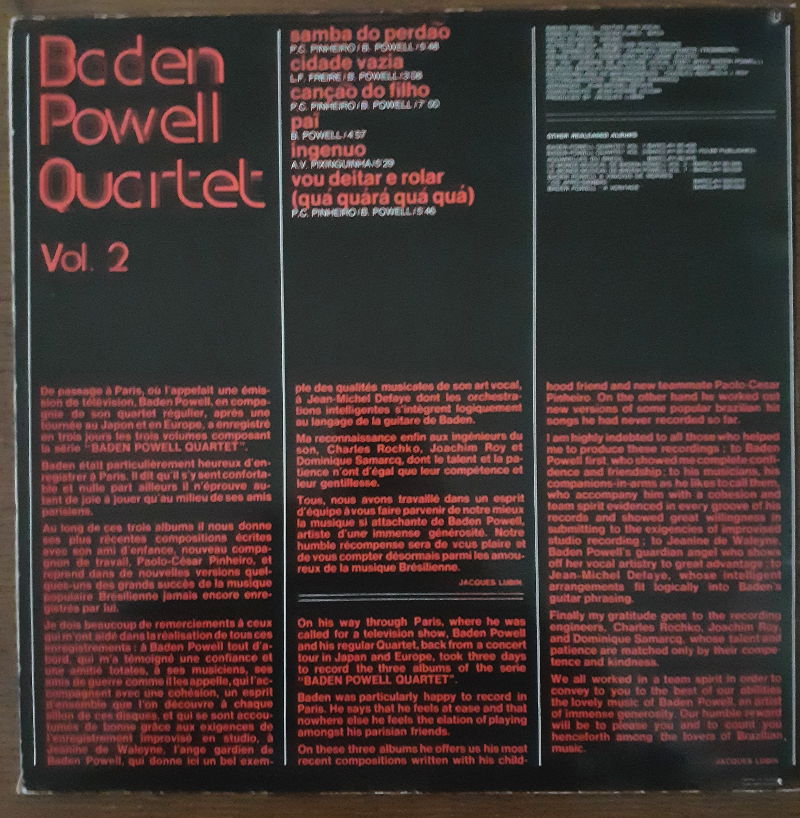 Baden
Powell
Quartet
Vol. 2
samba do perdão
P.C. PINHEIRO / B. POWELL / 5'48
cidade vazia
L.F. FREIRE / B. POWELL / 3'08
canção do filho
P.C. PINHEIRO / B. POWELL / 7'00
pai
B. POWELL / 4'57
ingenuo
A.V. PIXINGUINHA / 5'29
vou deitar e rolar
(quá quará quá quá)
P.C. PINHEIRO / B. POWELL / 5'46
OTHER REALEASED ALBUMS
De passage à Paris, où l'appelait une émis-
sion de télévision, Baden Powell, en compa-
gnie de son quartet régulier, après une
tournée au Japon et en Europe, a enregistré
en trois jours les trois volumes composant
la série "BADEN POWELL QUARTET".
Baden était particulièrement heureux d'en-
registrer à Paris. Il dit qu'il s'y sent conforta-
ble et nulle part ailleurs il n'éprouve au-
tant de joie à jouer qu'au milieu de ses amis
parisiens.
Au long de ces trois albums il nous donne
ses plus récentes compositions écrites
avec son ami d'enfance, nouveau compa-
gnon de travail, Paolo-César Pinheiro, et
reprend dans de nouvelles versions quel-
ques-uns des grands succès de la musique
populaire Brésilienne jamais encore enre-
gistrés par lui.
Je dois beaucoup de remerciements à ceux
qui m'ont aidé dans la réalisation de tous ces
enregistrements : à Baden Powell tout d'a-
bord, qui m'a témoigné une confiance et
une amitié totales, à ses musiciens, ses
amis de guerre comme il les appelle, qui l'ac-
compagnent avec une cohésion, un esprit
d'ensemble que l'on découvre à chaque
sillon de ces disques, et qui se sont accou-
tumés de bonne grâce aux exigences de
l'enregistrement improvisé en studio, à
Jeanine de Waleyne, l'ange gardien de
Baden Powell, qui donne ici un bel exem-
ple des qualités musicales de son art vocal,
à Jean-Michel Defaye dont les orchestra-
tions intelligentes s'intègrent logiquement
au langage de la guitare de Baden.
Ma reconnaissance enfin aux ingénieurs du
son, Charles Rochko, Joachim Roy et
Dominique Samarcq, dont le talent et la pa-
tience n'ont d'égal que leur compétence et
leur gentillesse.
Tous, nous avons travaillé dans un esprit
d'équipe à vous faire parvenir de notre mieux
la musique si attachante de Baden Powell,
artiste d'une immense générosité. Notre
humble récompense sera de vous plaire et
de vous compter désormais parmi les amou-
reux de la musique Brésilienne.
JACQUES LUBIN
On his way through Paris, where he was
called for a television show, Baden Powell
and his regular Quartet, back from a concert
tour in Japan and Europe, took three days
to record the three albums of the serie
"BADEN POWELL QUARTET".
Baden was particularly happy to record in
Paris. He says that he feels at ease and that
nowhere else he feels the elation of playing
amongst his parisian friends.
On these three albums he offers us his most
recent compositions written with his child-
hood friend and new teammate Paolo-Cesar
Pinheiro. On the other hand he worked out
new versions of some popular brazilian hit
songs he had never recorded so far.
I am highly indebted to all those who helped
me to produce these recordings : to Baden
Powell first who showed me complete confi-
dence and friendship ; to his musicians, his
companions-in-arms as he likes to call them,
who accompany him with a cohesion and
team spirit evidenced in every groove of his
records and showed great willingness in
submitting to the exigencies of impromptu
studio recording ; to Jeanine de Waleyne
Baden Powell's guardian angel who shows
off her vocal artistry to great advantage ; to
Jean-Michel Defaye, whose intelligent
arrangements fit logically into Baden's
guitar phrasing.
Finally my gratitude goes to the recording
engineers, Charles Rochko, Joachim Roy
and Dominique Samarcq, whose talent and
patience are matched only by their compe-
tence and kindness.
We all worked in a team spirit in order to
convey to you to the best of our abilities
the lovely music of Baden Powell, an artist
of immense generosity. Our humble reward
will be to please you and to count you
henceforth among the lovers of Brazilian
music.
JACQUES LUBIN